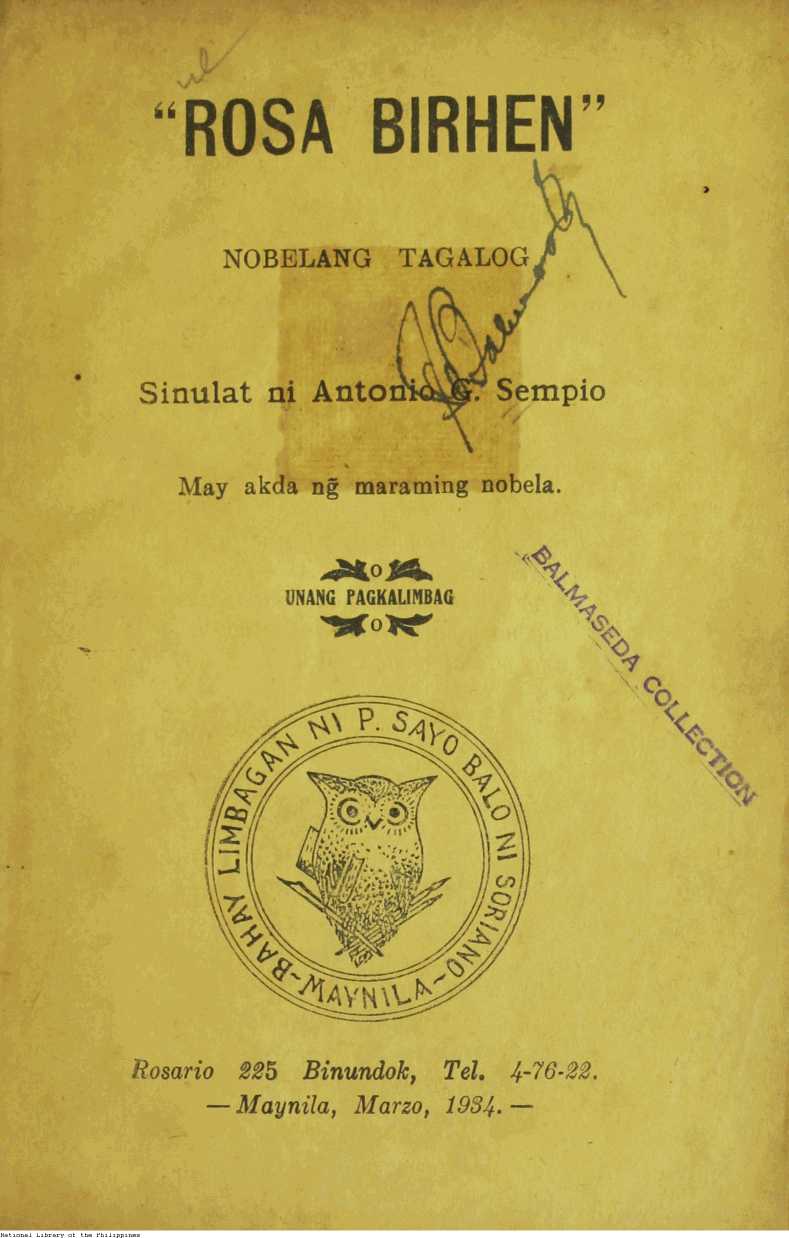 "ROSA BIRHEN"
NOBELANG TAGALOG
Sinulat ni Antonio G. Sempio
May akda ng̃ maraming nobela.
o
UNANG PAGKALIMBAG
o
BALMASEDA COLLECTION
BAHAY LIMBAGAN NI P. SAYO BALO NI SORIANO
~MAYNILA~
Rosario 225 Binundok, Tel. 4-76-22.
— Maynila, Marzo, 1934. —
National Library of the Philippines